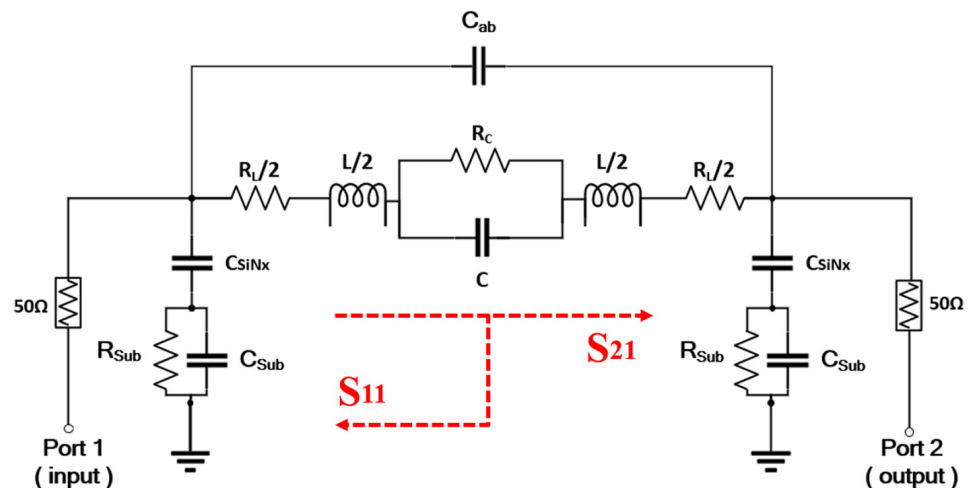 Cab
RC
RL/2
L/2
L/2
RL/2
C
CSiNx
CSiNx
50Ω
50Ω
RSub
CSub
RSub
CSub
S21
S11
Port 1
( input )
Port 2
( output )